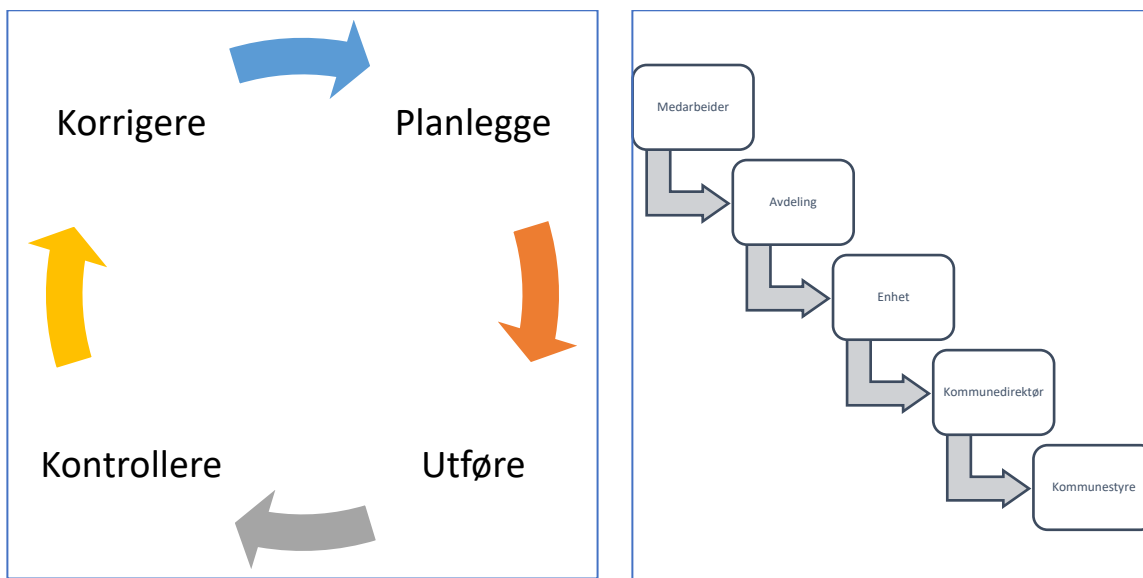 Korrigere
Planlegge
Kontrollere
Utføre
Medarbeider
Avdeling
Enhet
Kommunedirektør
Kommunestyre